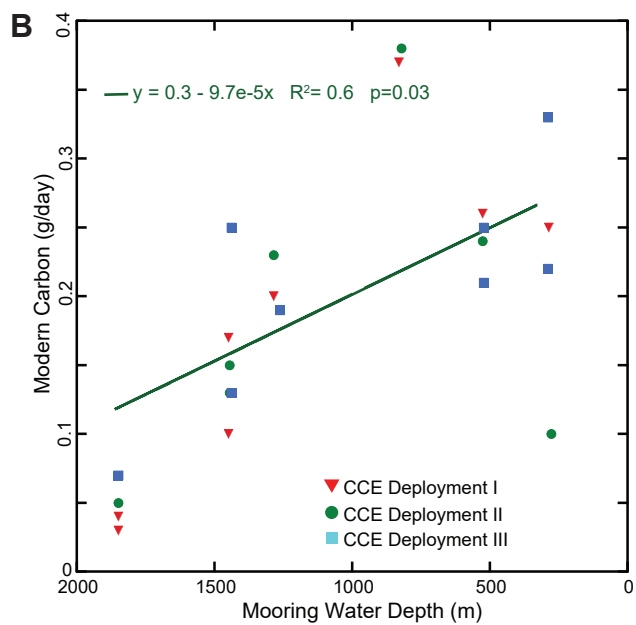 B
0.4
y = 0.3 - 9.7e-5x R²= 0.6 p=0.03
0.3
Modern Carbon (g/day)
0.2
0.1
CCE Deployment I
CCE Deployment II
CCE Deployment III
0
2000 1500 1000 500 0
Mooring Water Depth (m)